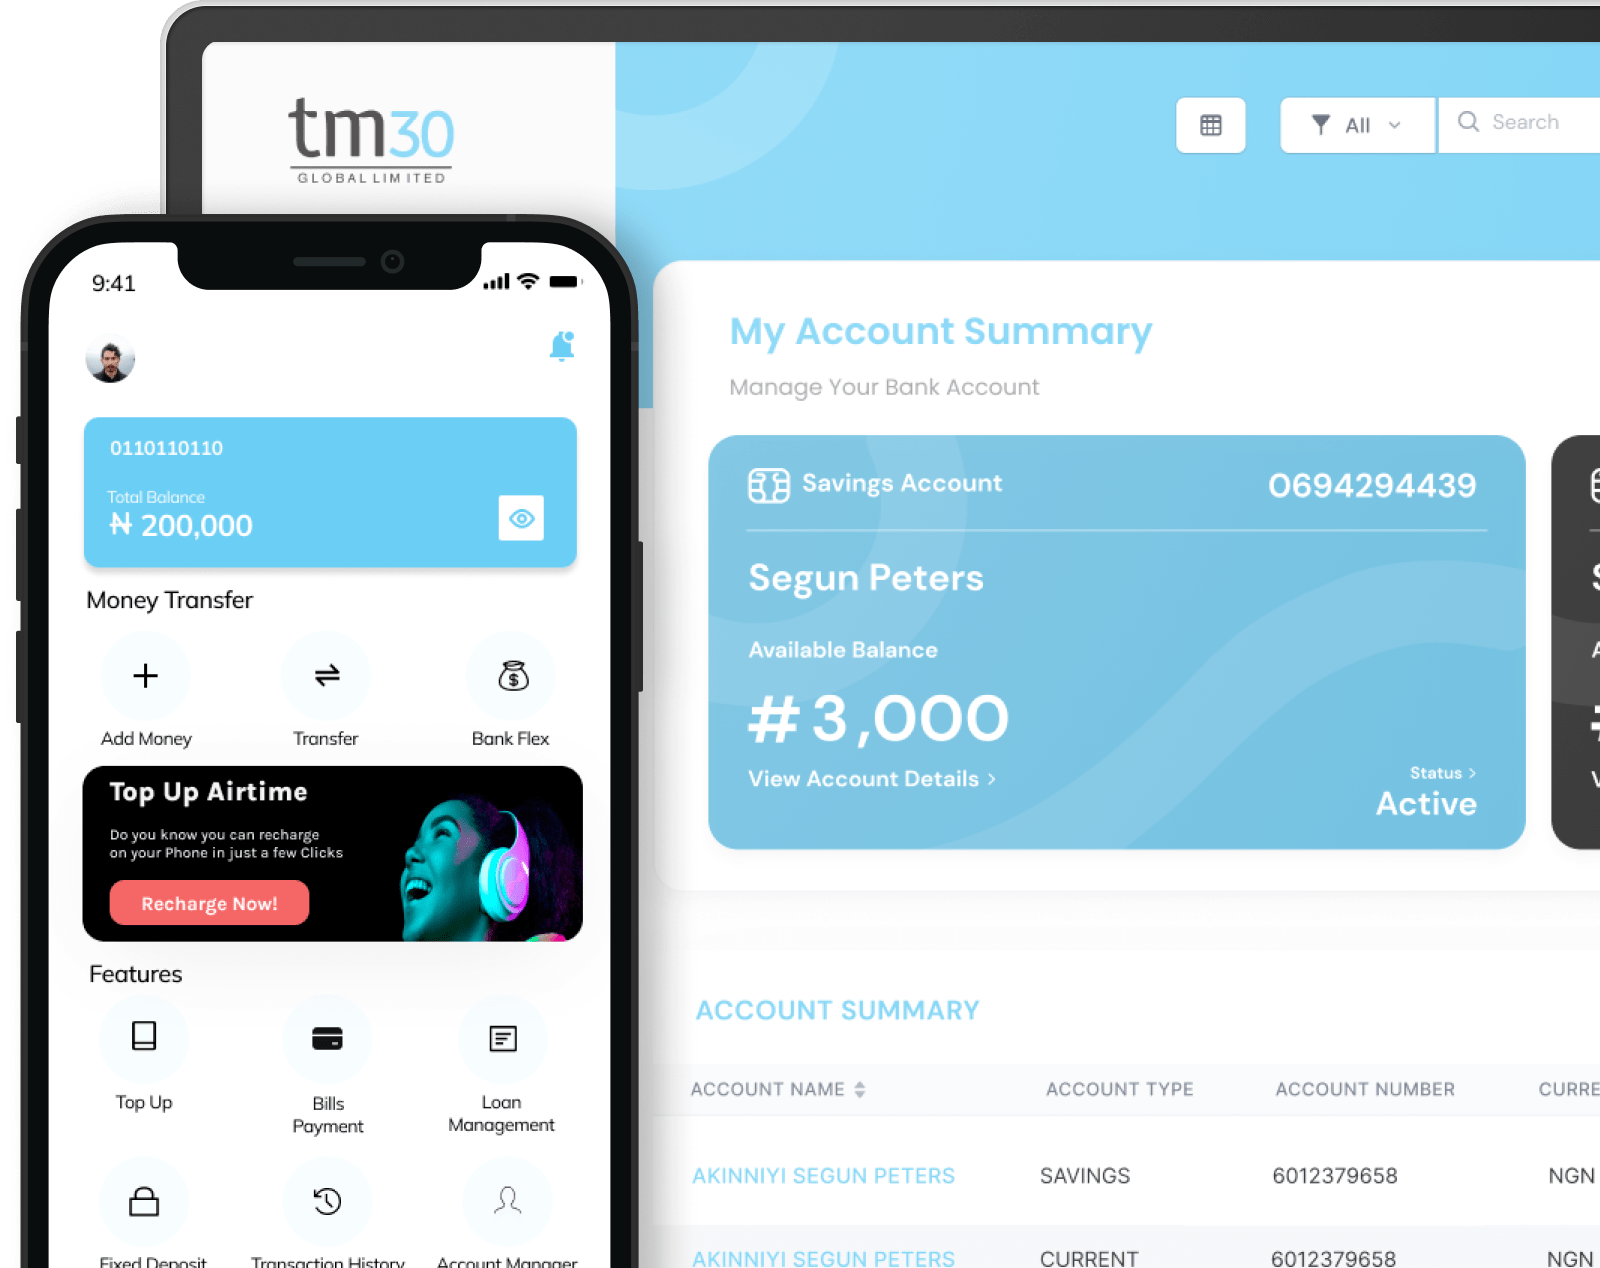 tm30
GLOBAL LIMITED
All
Search
My Account Summary
Manage Your Bank Account
Savings Account
0694294439
Segun Peters
Available Balance
#3,000
View Account Details >
Status >
Active
ACCOUNT SUMMARY
ACCOUNT NAME
ACCOUNT TYPE
ACCOUNT NUMBER
CURRE
AKINNIYI SEGUN PETERS
SAVINGS
6012379658
NGN
AKINNIYI SEGUN PETERS
CURRENT
6012379658
NGN
9:41
0110110110
Total Balance
₦ 200,000
Money Transfer
Add Money
Transfer
Bank Flex
Top Up Airtime
Do you know you can recharge
on your Phone in just a few Clicks
Recharge Now!
Features
Top Up
Bills
Payment
Loan
Management
Fixed Deposit
Transaction History
Account Manager